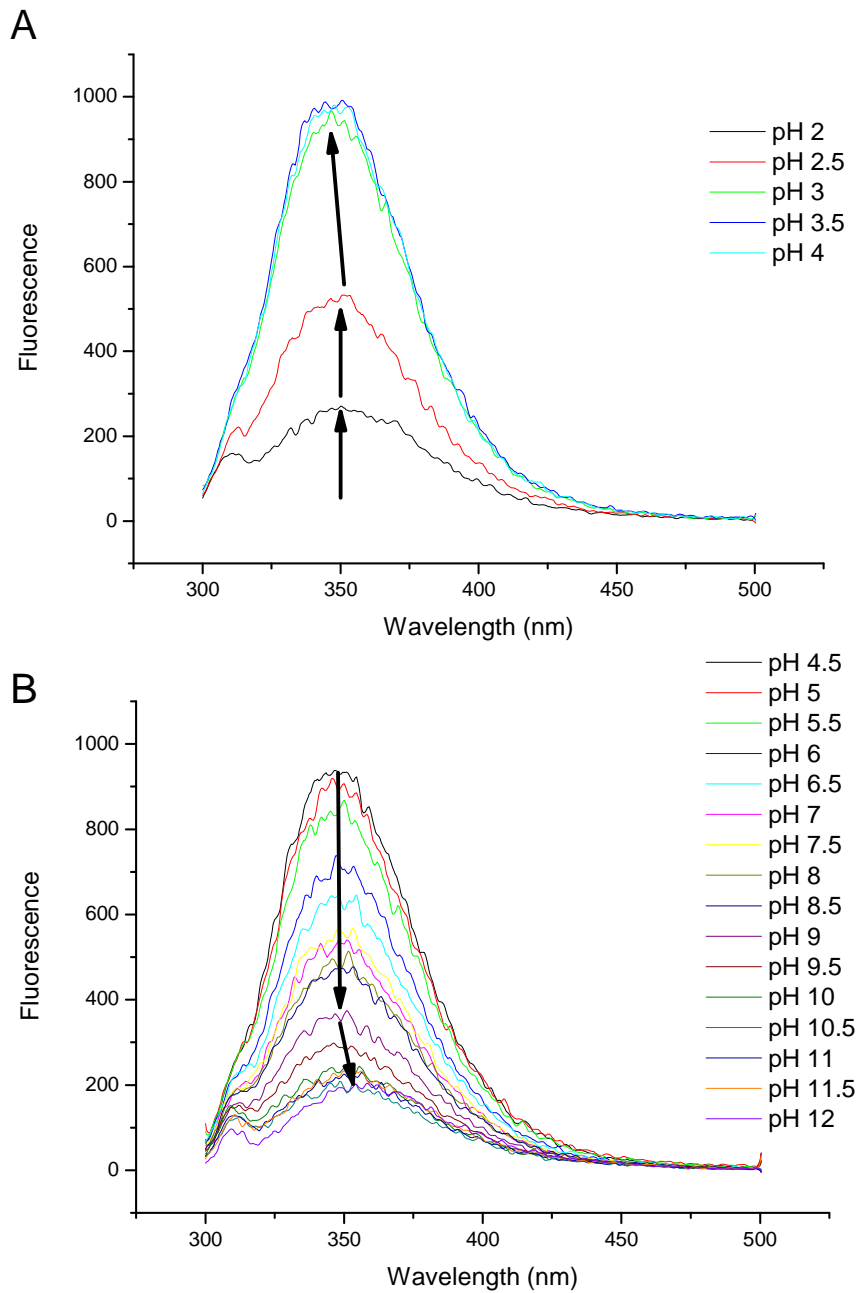 A
1000
800
600
400
200
0
Fluorescence
300 350 400 450 500
Wavelength (nm)
pH 2
pH 2.5
pH 3
pH 3.5
pH 4
B
1000
800
600
400
200
0
Fluorescence
300 350 400 450 500
Wavelength (nm)
pH 4.5
pH 5
pH 5.5
pH 6
pH 6.5
pH 7
pH 7.5
pH 8
pH 8.5
pH 9
pH 9.5
pH 10
pH 10.5
pH 11
pH 11.5
pH 12